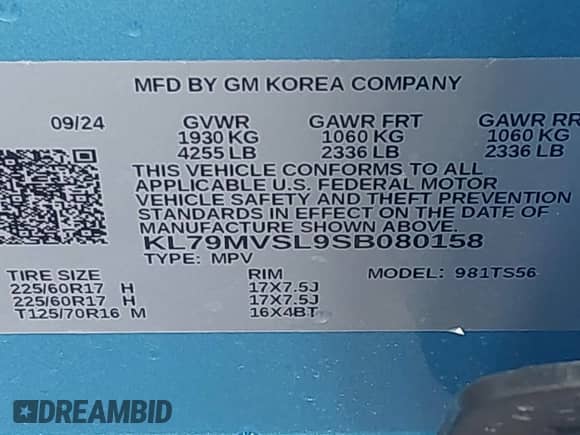 MFD BY GM KOREA COMPANY
09/24 GVWR GAWR FRT GAWR RR
1930 KG 1060 KG 1060 KG
4255 LB 2336 LB 2336 LB
THIS VEHICLE CONFORMS TO ALL
APPLICABLE U.S. FEDERAL MOTOR
VEHICLE SAFETY AND THEFT PREVENTION
STANDARDS IN EFFECT ON THE DATE OF
MANUFACTURE SHOWN ABOVE.
KL79MVSL9SB080158
TYPE: MPV
TIRE SIZE RIM MODEL: 981TS56
225/60R17 H 17X7.5J
225/60R17 H 17X7.5J
T125/70R16 M 16X4BT
DREAMBID